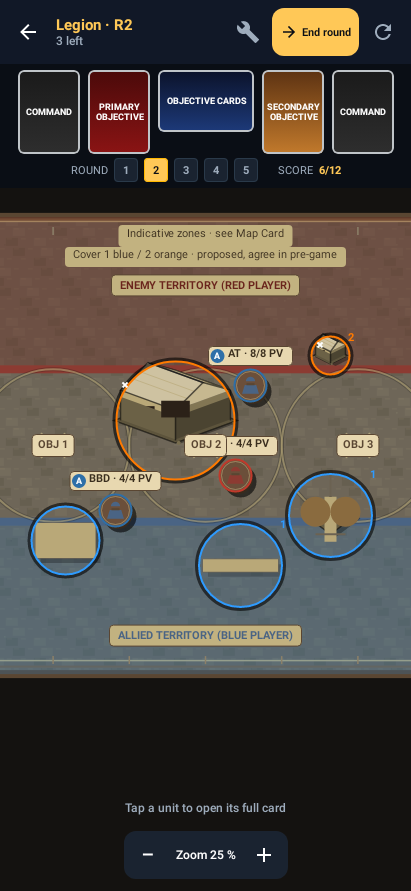 Legion · R2
3 left
End round
COMMAND
PRIMARY
OBJECTIVE
OBJECTIVE CARDS
SECONDARY
OBJECTIVE
COMMAND
ROUND 1 2 3 4 5 SCORE 6/12
Indicative zones · see Map Card
Cover 1 blue / 2 orange · proposed, agree in pre-game
ENEMY TERRITORY (RED PLAYER)
2
A AT · 8/8 PV
OBJ 1
OBJ 2
· 4/4 PV
OBJ 3
A BBD · 4/4 PV
1
1
ALLIED TERRITORY (BLUE PLAYER)
Tap a unit to open its full card
− Zoom 25 % +